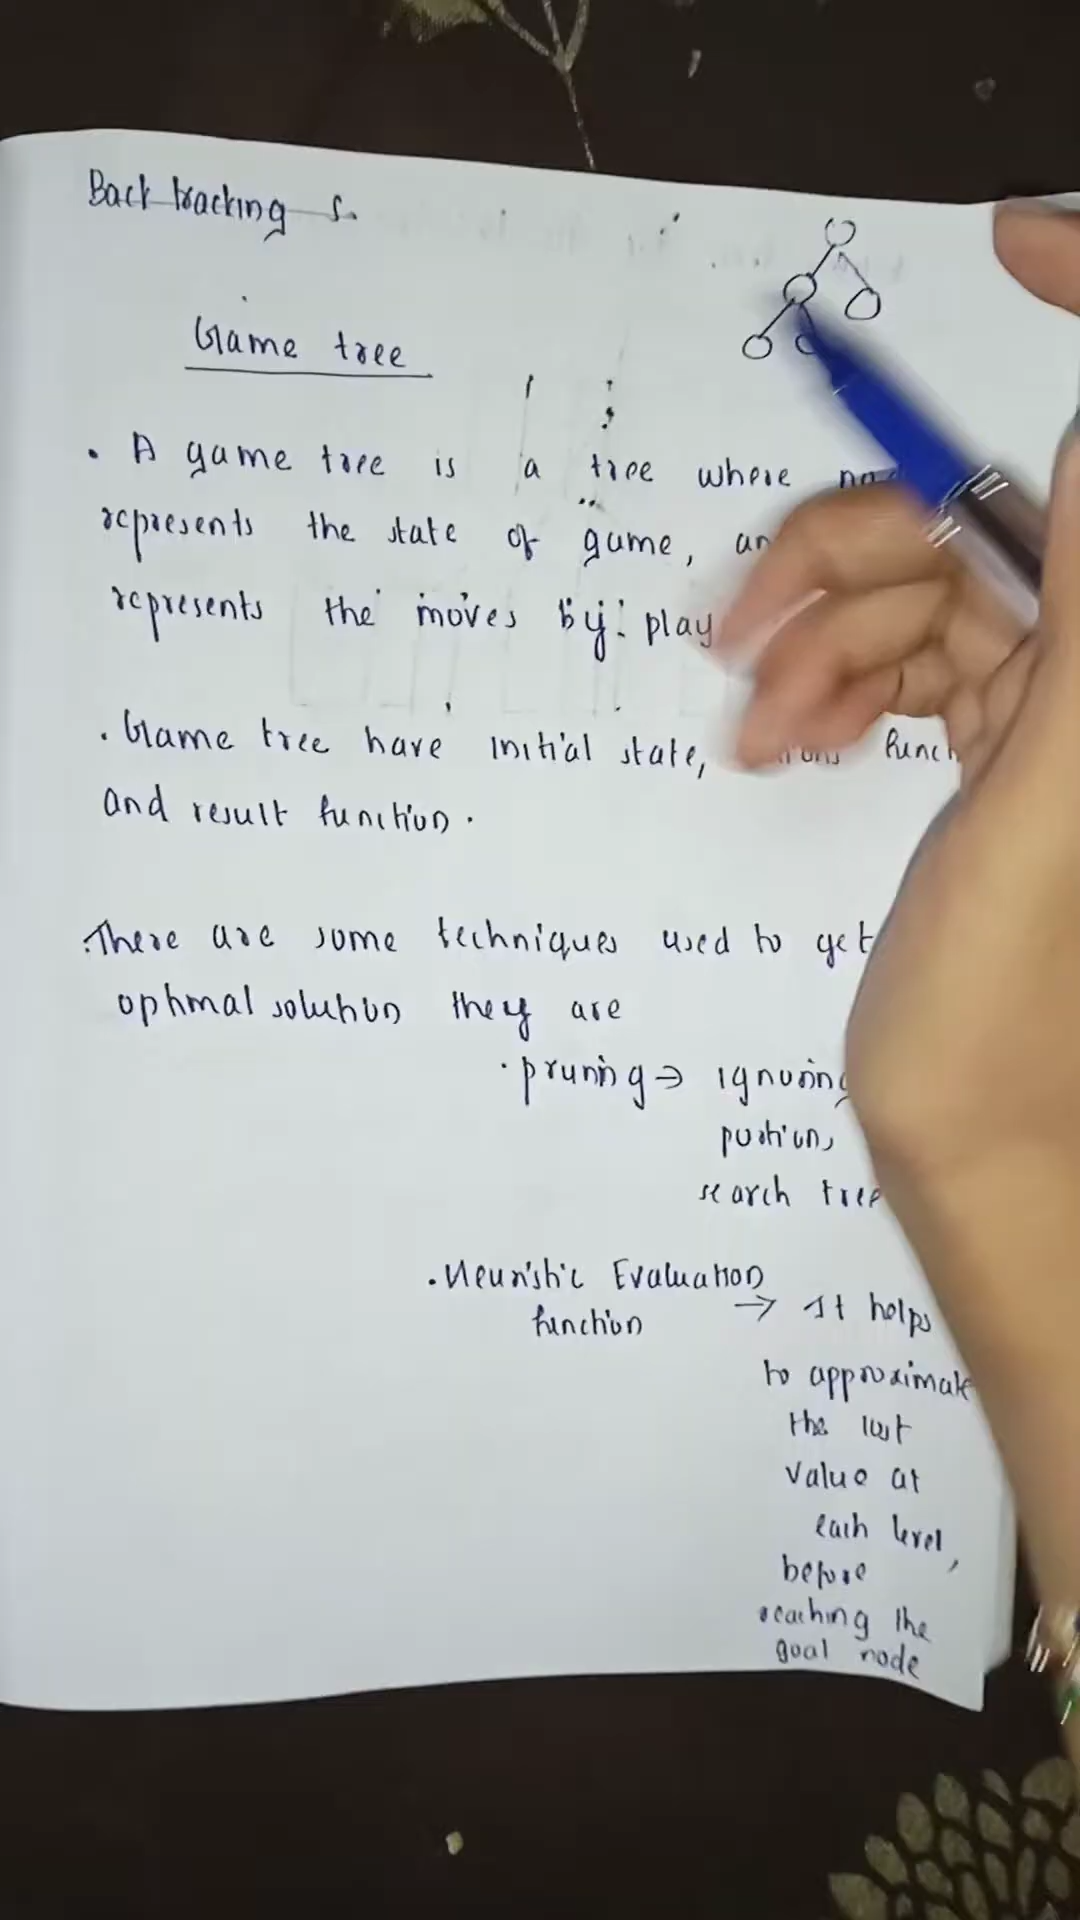 Back tracking
Game tree
. A game tree is a tree where
represents the state of game,
represents the moves by play
. Game tree have initial state,
and result function.
.There are some techniques used to get
optimal solution they are
. pruning → ignoring
portion,
search tree
. Heuristic Evaluation
function → It helps
to approximate
the cost
value at
each level,
before
reaching the
goal node